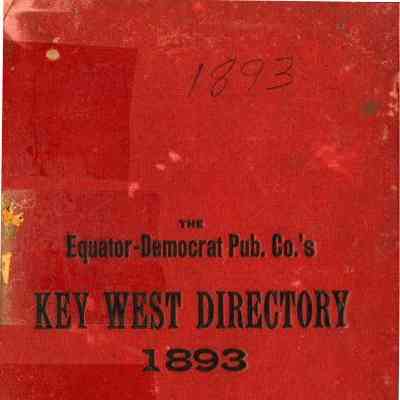 1893
THE
Equator-Democrat Pub. Co.'s
KEY WEST DIRECTORY
1893